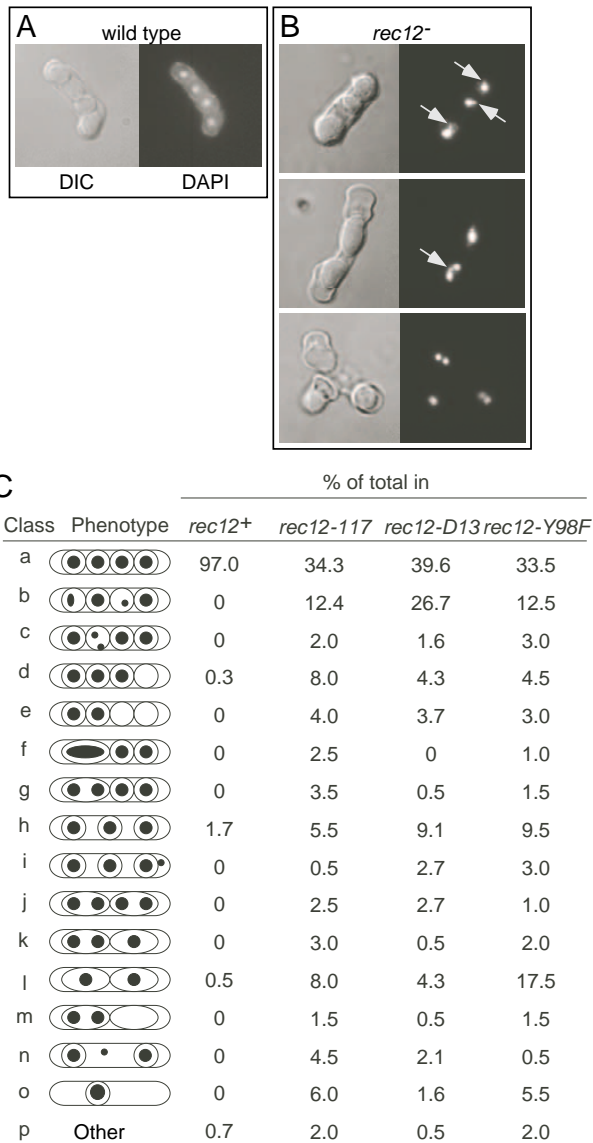 A
wild type
DIC DAPI
B
rec12-
C
% of total in
Class Phenotype rec12+ rec12-117 rec12-D13 rec12-Y98F
a 97.0 34.3 39.6 33.5
b 0 12.4 26.7 12.5
c 0 2.0 1.6 3.0
d 0.3 8.0 4.3 4.5
e 0 4.0 3.7 3.0
f 0 2.5 0 1.0
g 0 3.5 0.5 1.5
h 1.7 5.5 9.1 9.5
i 0 0.5 2.7 3.0
j 0 2.5 2.7 1.0
k 0 3.0 0.5 2.0
l 0.5 8.0 4.3 17.5
m 0 1.5 0.5 1.5
n 0 4.5 2.1 0.5
o 0 6.0 1.6 5.5
p Other 0.7 2.0 0.5 2.0